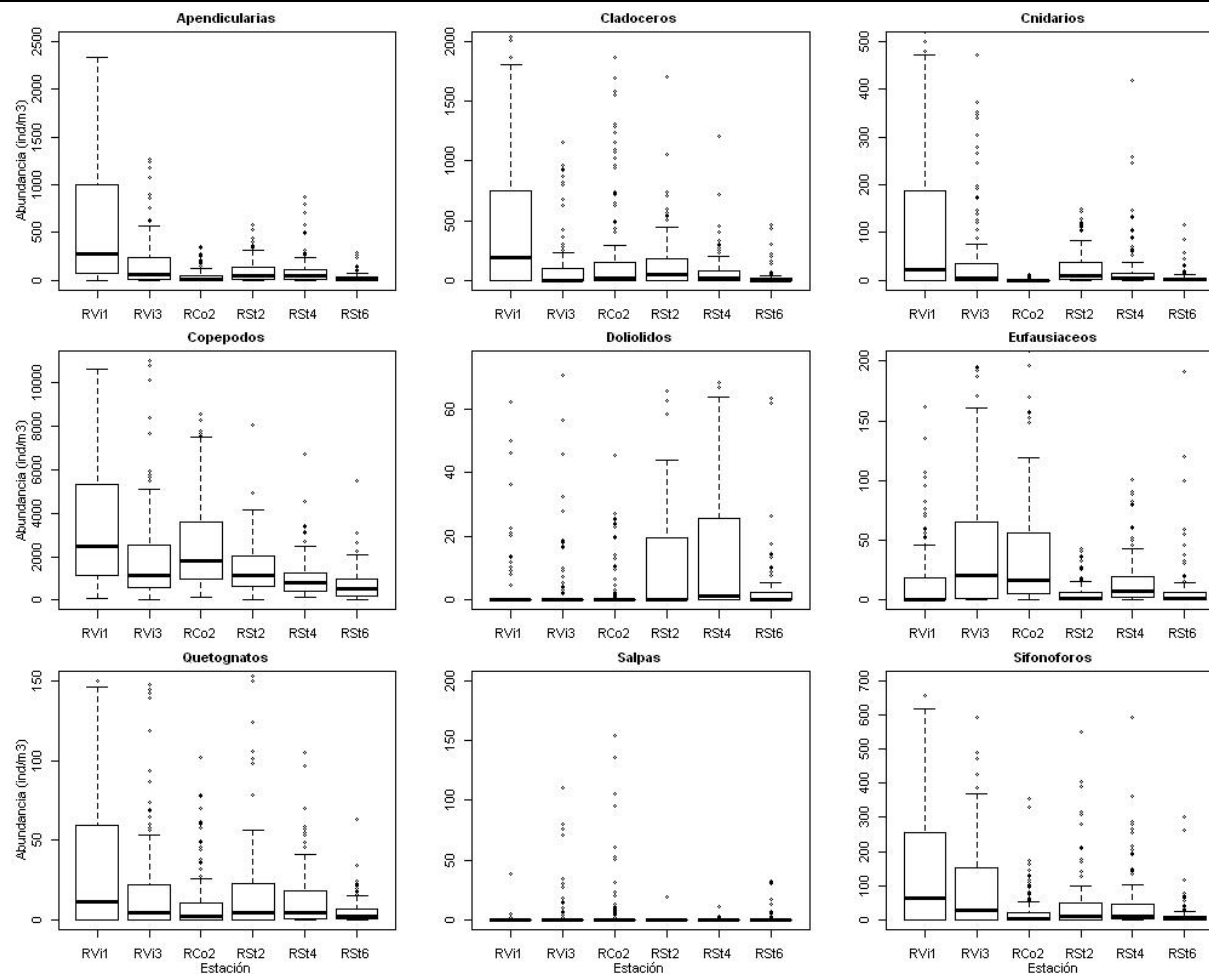 Apendicularias
Cladoceros
Cnidarios
Abundancia (ind/m3)
2500
2000
1500
1000
500
0
2000
1500
1000
500
0
500
400
300
200
100
0
RVi1 RVi3 RCo2 RSt2 RSt4 RSt6
RVi1 RVi3 RCo2 RSt2 RSt4 RSt6
RVi1 RVi3 RCo2 RSt2 RSt4 RSt6
Copepodos
Doliolidos
Eufausiaceos
Abundancia (ind/m3)
10000
8000
6000
4000
2000
0
60
40
20
0
200
150
100
50
0
RVi1 RVi3 RCo2 RSt2 RSt4 RSt6
RVi1 RVi3 RCo2 RSt2 RSt4 RSt6
RVi1 RVi3 RCo2 RSt2 RSt4 RSt6
Quetognatos
Salpas
Sifonoforos
Abundancia (ind/m3)
150
100
50
0
200
150
100
50
0
700
600
500
400
300
200
100
0
RVi1 RVi3 RCo2 RSt2 RSt4 RSt6
RVi1 RVi3 RCo2 RSt2 RSt4 RSt6
RVi1 RVi3 RCo2 RSt2 RSt4 RSt6
Estación
Estación
Estación